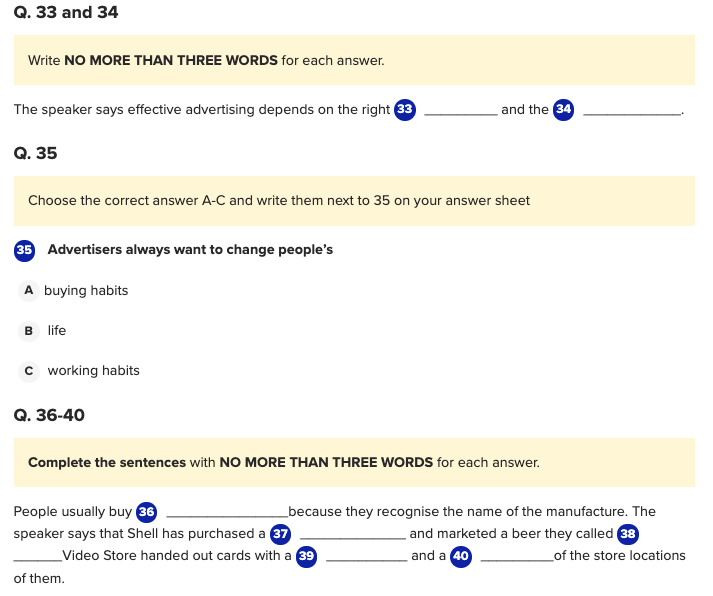 Q. 33 and 34
Write NO MORE THAN THREE WORDS for each answer.
The speaker says effective advertising depends on the right 33 _________ and the 34 ____________.
Q. 35
Choose the correct answer A-C and write them next to 35 on your answer sheet
35 Advertisers always want to change people's
A buying habits
B life
C working habits
Q. 36-40
Complete the sentences with NO MORE THAN THREE WORDS for each answer.
People usually buy 36 _______________because they recognise the name of the manufacture. The
speaker says that Shell has purchased a 37 _____________ and marketed a beer they called 38
______Video Store handed out cards with a 39 __________ and a 40 _________of the store locations
of them.